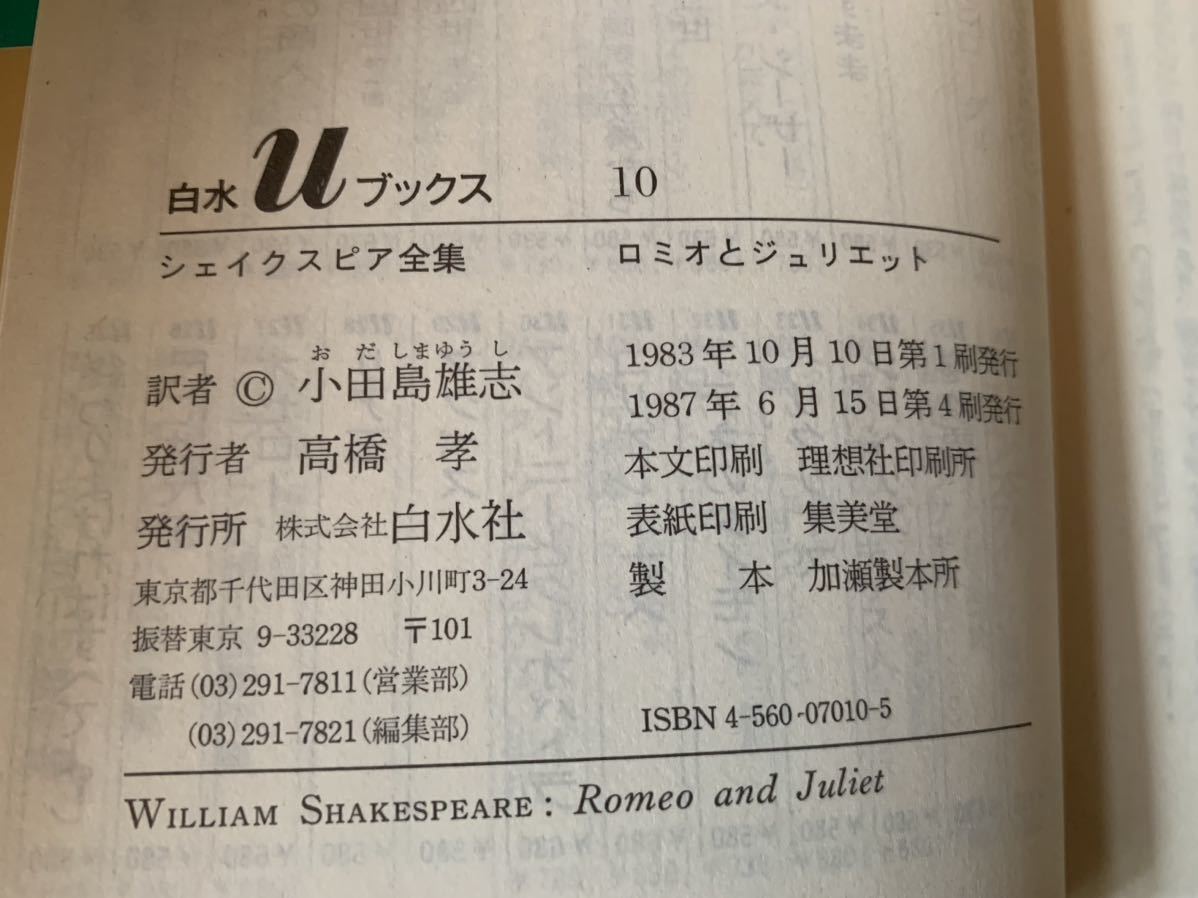 白水uブックス 10
シェイクスピア全集 ロミオとジュリエット
おだしまゆうし
訳者 © 小田島雄志
発行者 高橋 孝
発行所 株式会社白水社
東京都千代田区神田小川町3-24
振替東京 9-33228 〒101
電話(03)291-7811(営業部)
(03)291-7821(編集部)
1983年10月10日第1刷発行
1987年 6 月15日第4刷発行
本文印刷 理想社印刷所
表紙印刷 集美堂
製 本 加瀬製本所
ISBN 4-560-07010-5
WILLIAM SHAKESPEARE: Romeo and Juliet